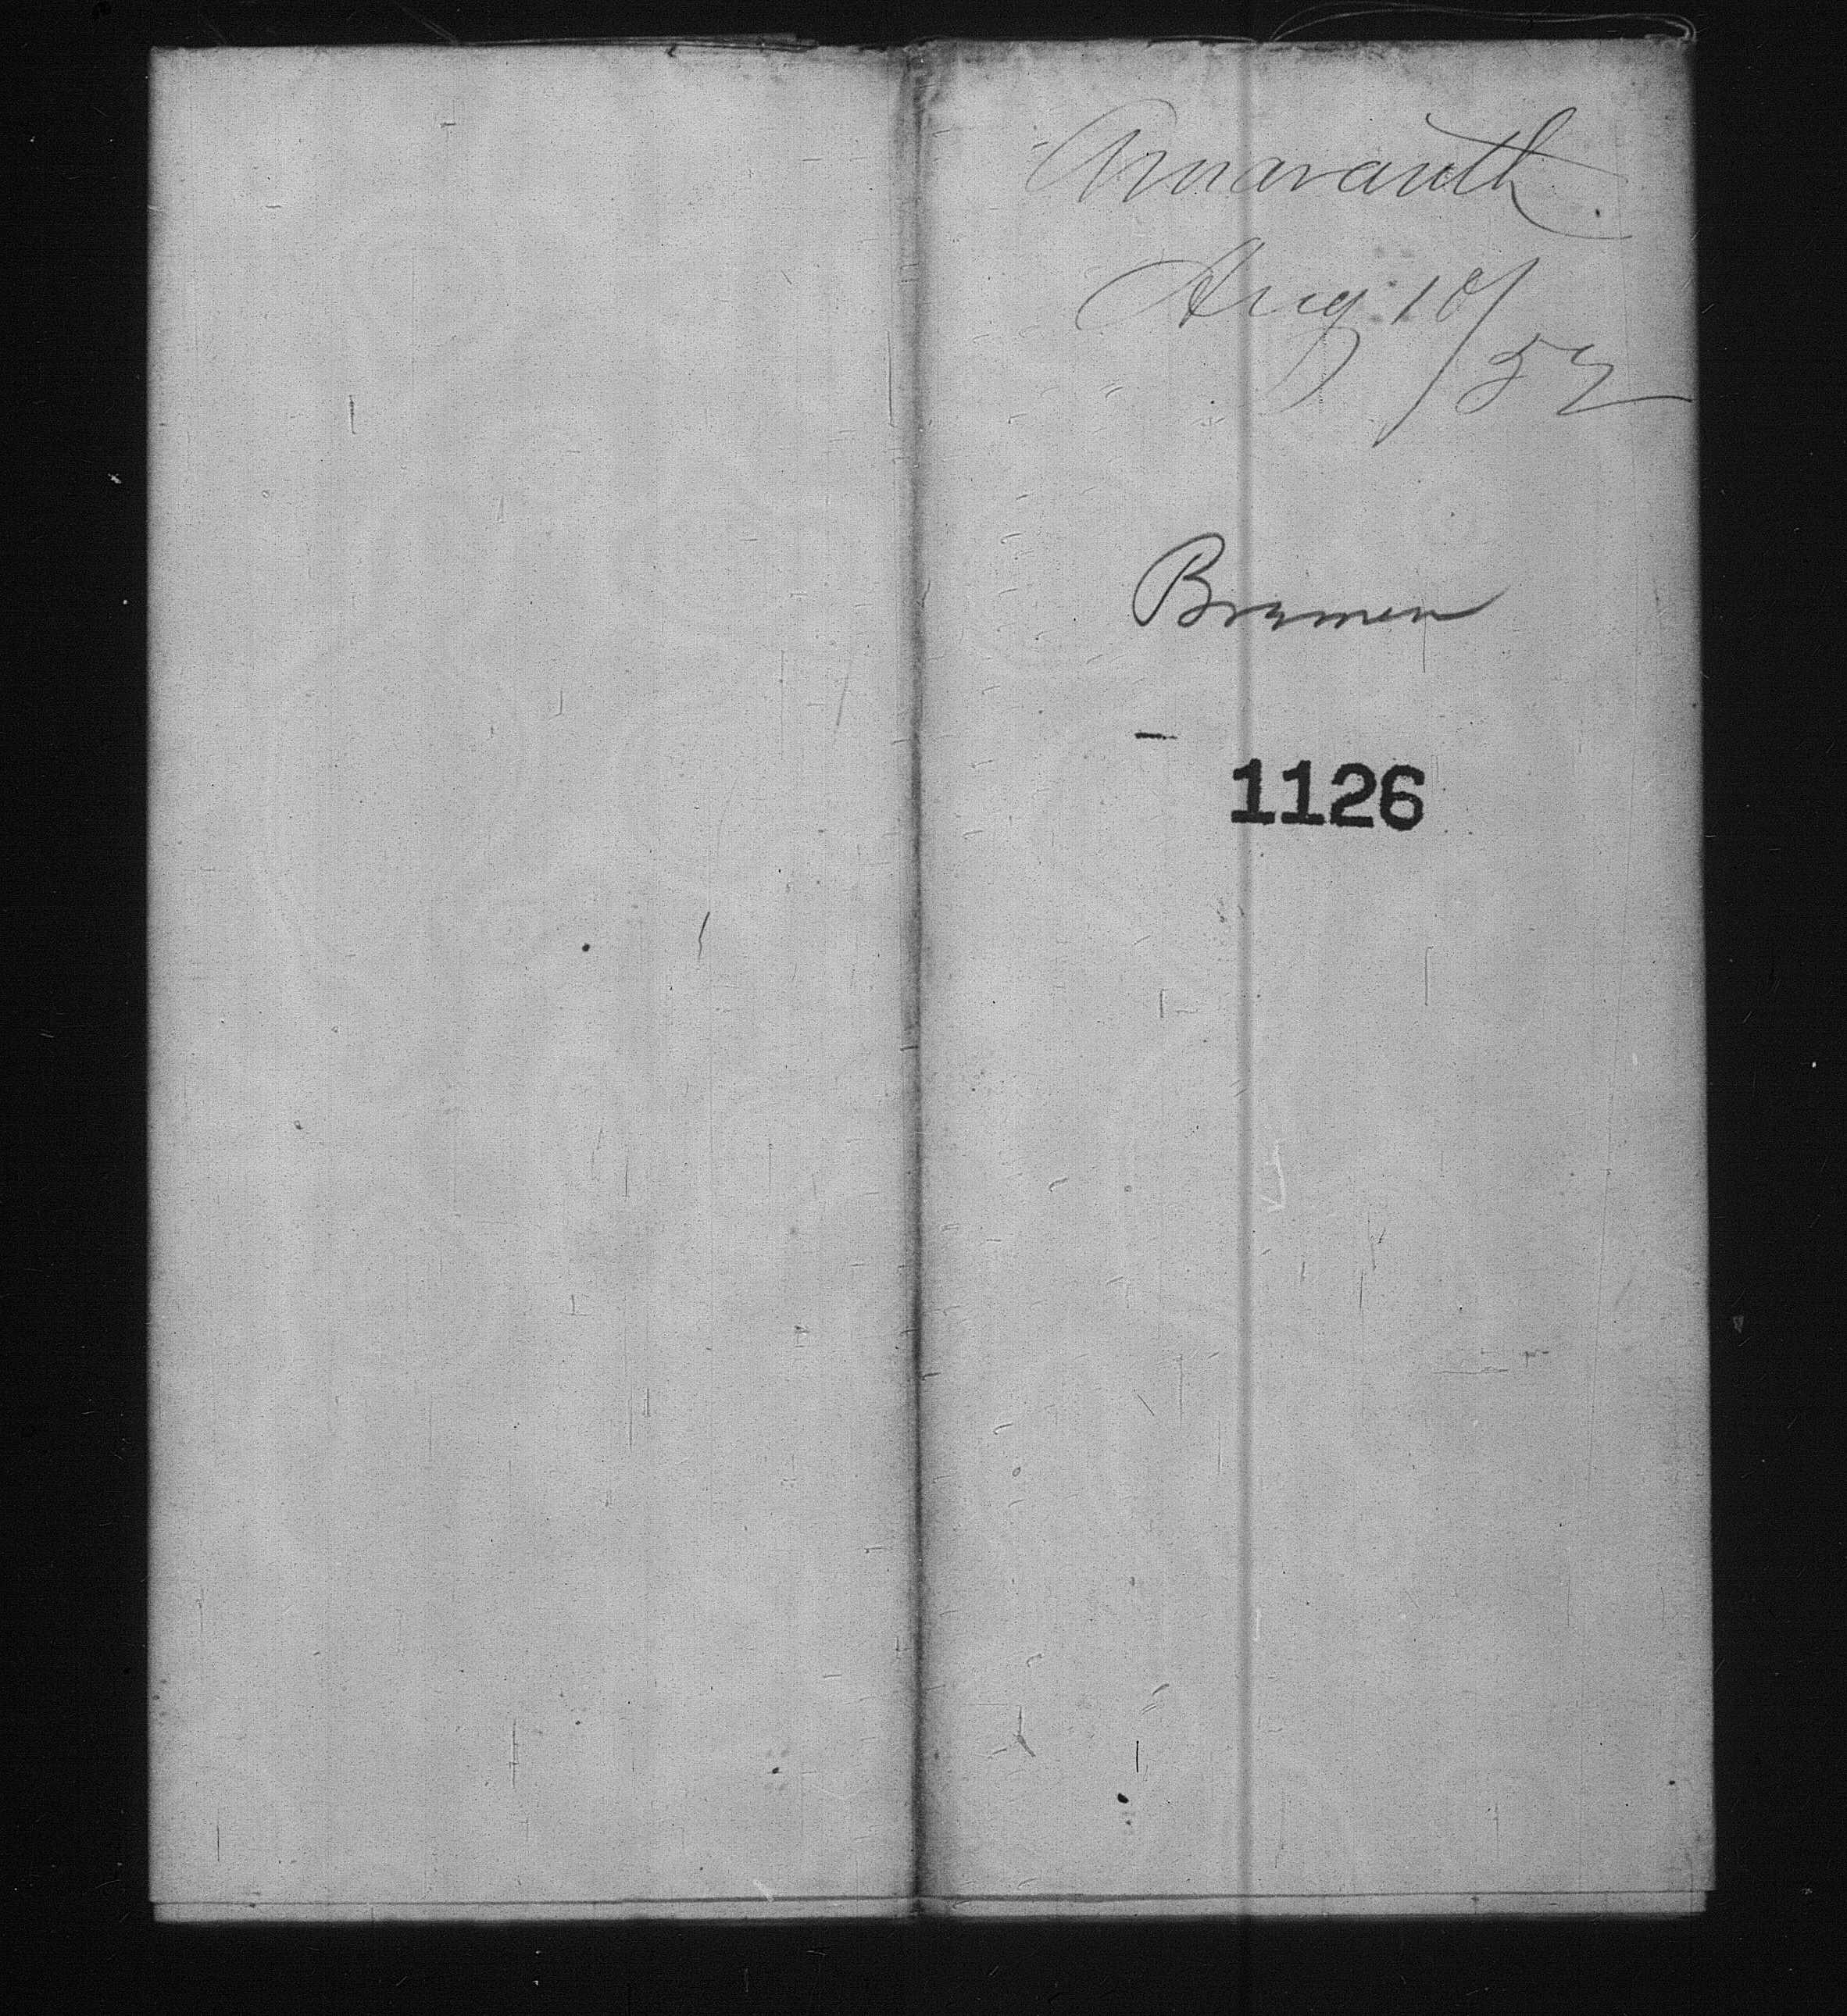 Amaranth.
Aug 10/
52
Bremen
1126